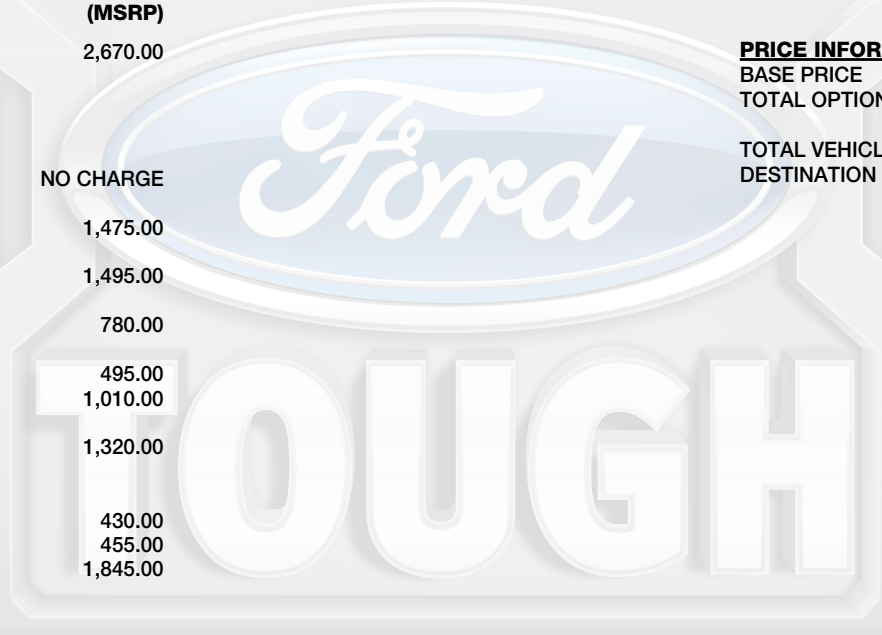 (MSRP)
2,670.00
NO CHARGE
1,475.00
1,495.00
780.00
495.00
1,010.00
1,320.00
430.00
455.00
1,845.00
PRICE INFOR
BASE PRICE
TOTAL OPTION
TOTAL VEHICL
DESTINATION
Ford
TOUGH